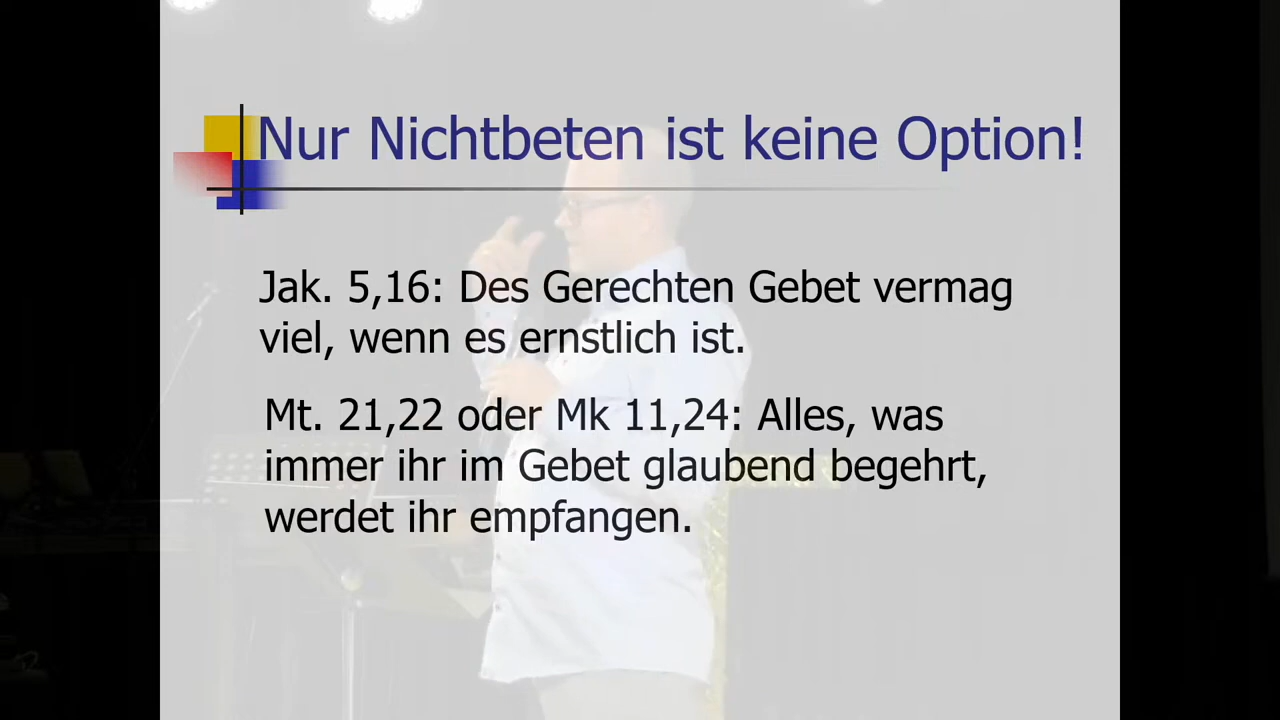 Nur Nichtbeten ist keine Option!
Jak. 5,16: Des Gerechten Gebet vermag
viel, wenn es ernstlich ist.
Mt. 21,22 oder Mk 11,24: Alles, was
immer ihr im Gebet glaubend begehrt,
werdet ihr empfangen.